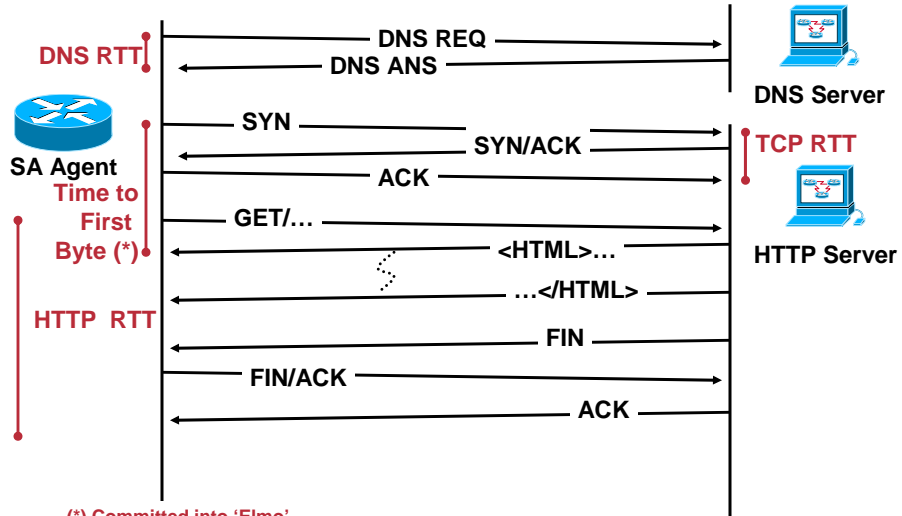 DNS REQ
DNS RTT
DNS ANS
DNS Server
SYN
SYN/ACK
TCP RTT
SA Agent
ACK
Time to
First
Byte (*)
GET/…
<HTML>…
HTTP Server
…</HTML>
HTTP RTT
FIN
FIN/ACK
ACK
(*) Committed into ‘Elmo’